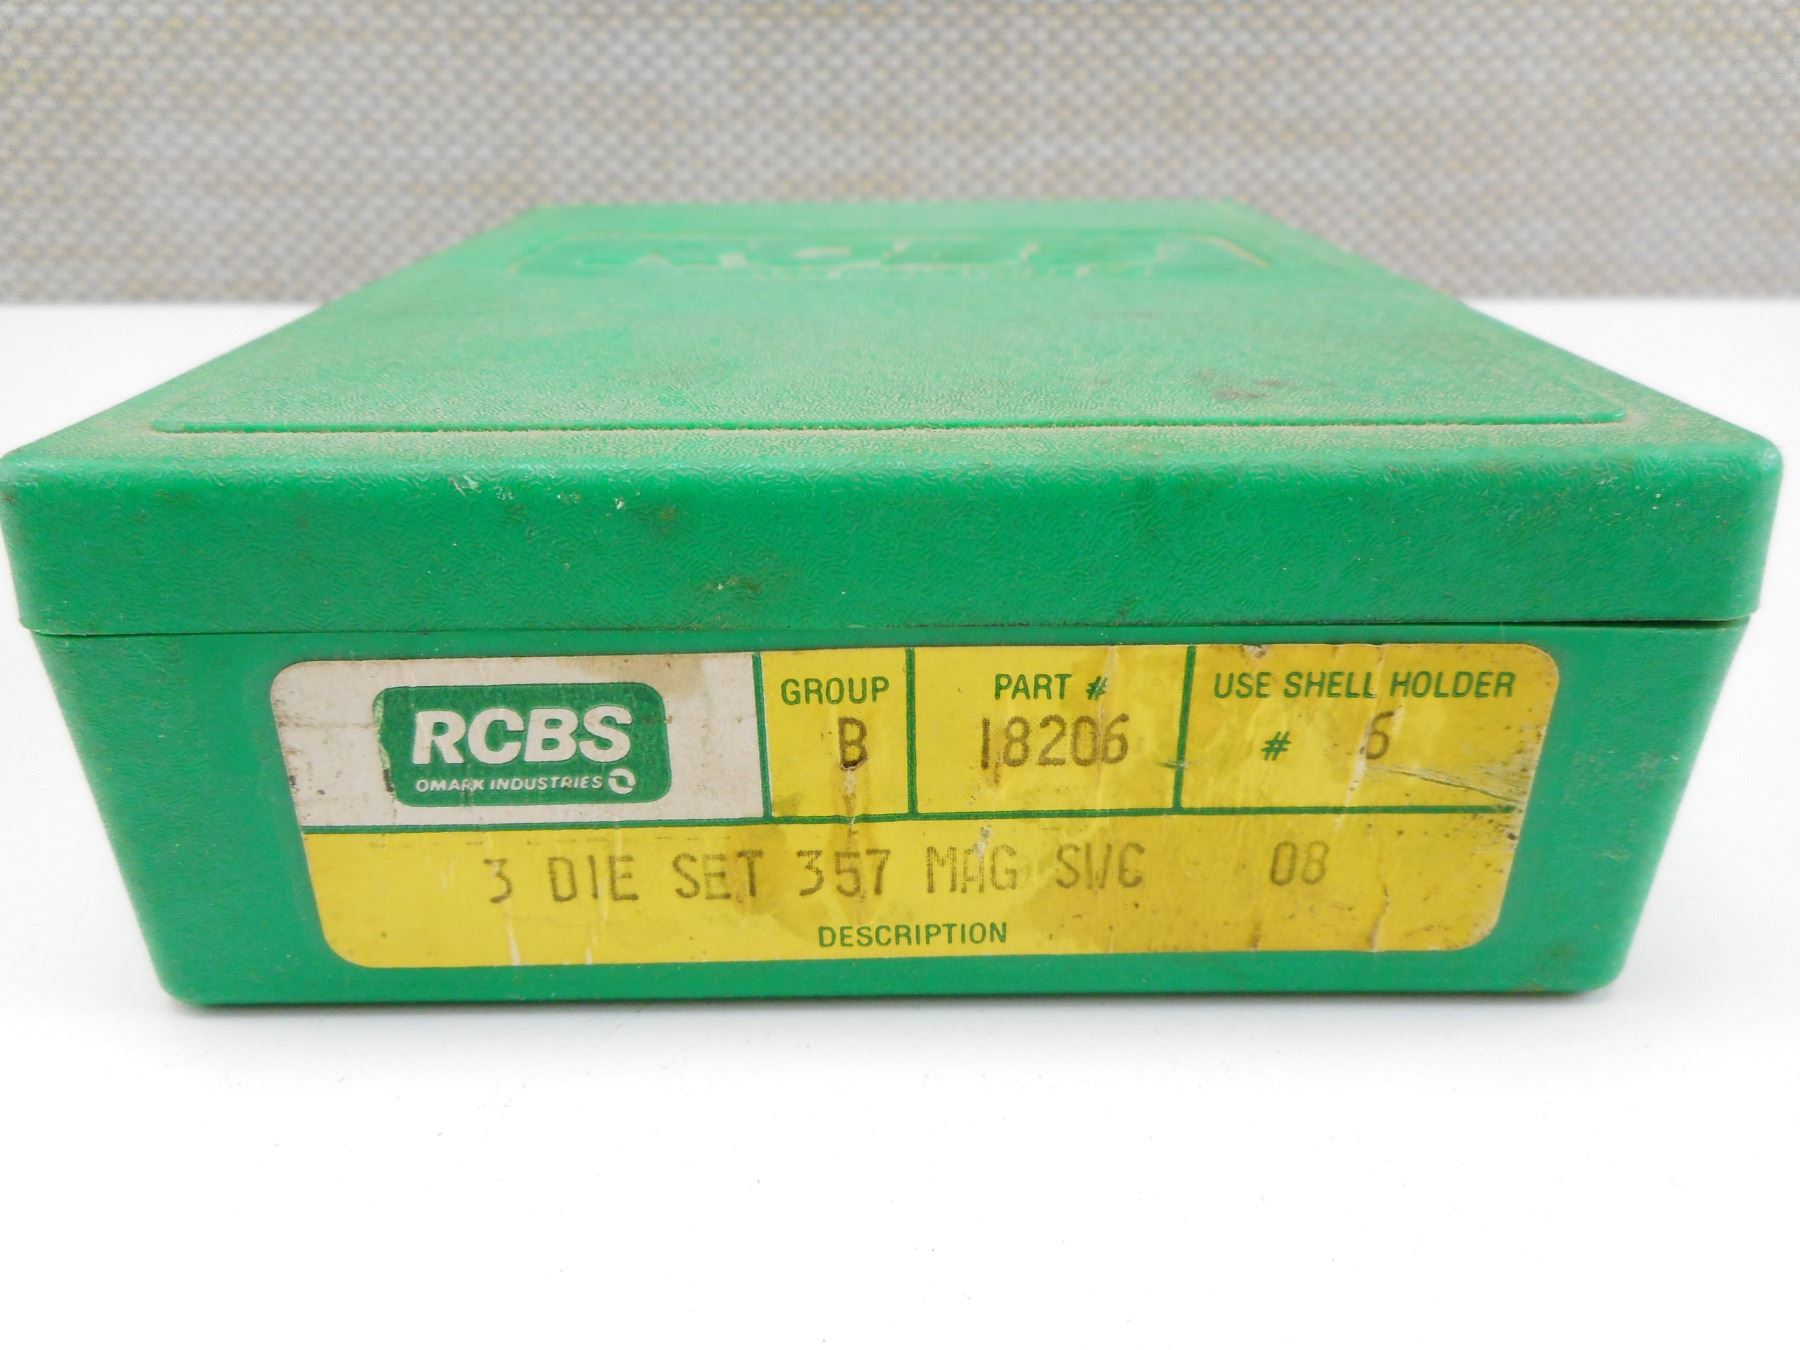 RCBS
OMARK INDUSTRIES
GROUP
B
PART #
18206
USE SHELL HOLDER
# 6
3 DIE SET 357 MAG SWC 08
DESCRIPTION